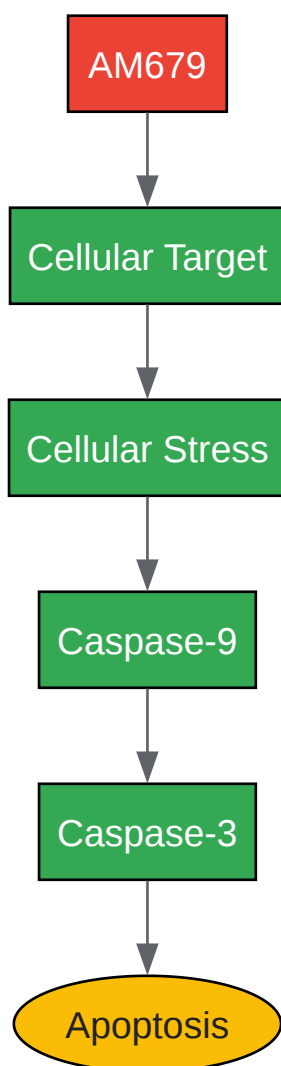 AM679
Cellular Target
Cellular Stress
Caspase-9
Caspase-3
Apoptosis